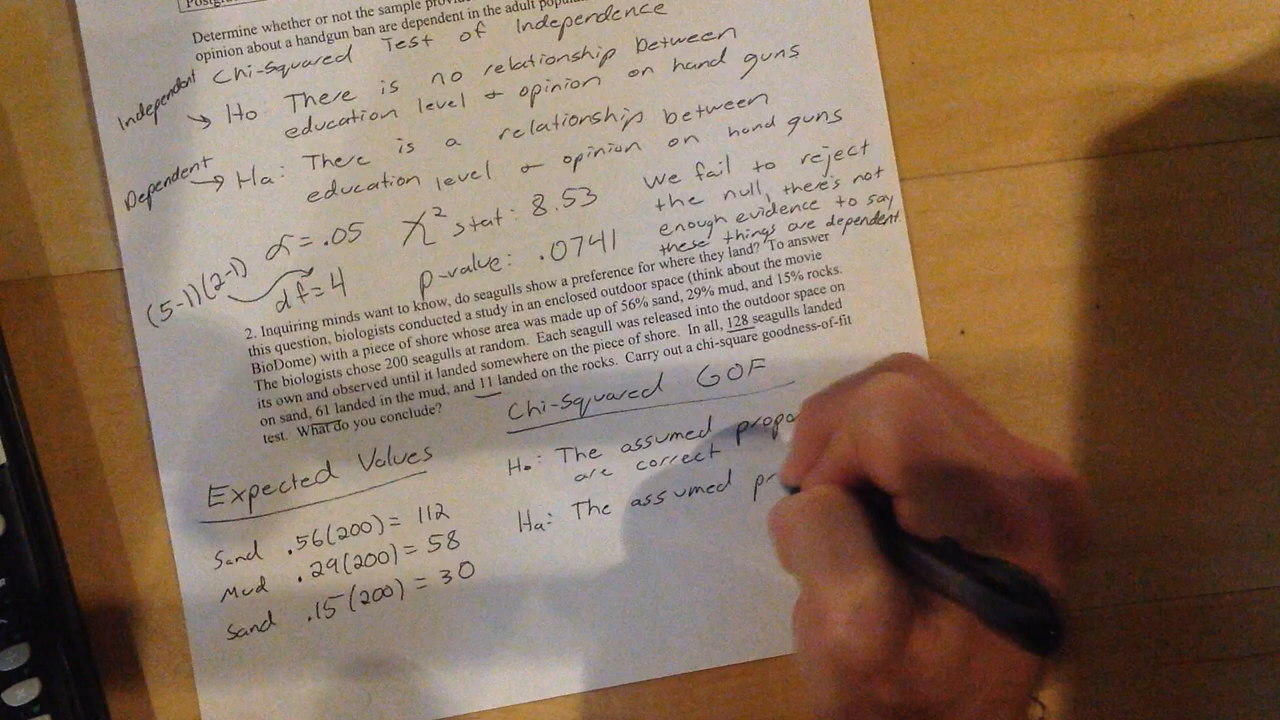 Determine whether or not the sample
opinion about a handgun ban are dependent in the adult
Chi-Squared Test of Independence
Independent → Ho: There is no relationship between
education level + opinion on hand guns
Dependent → Ha: There is a relationship between
education level + opinion on hand guns
α = .05 χ² stat: 8.53
(5-1)(2-1) df = 4 p-value: .0741
We fail to reject
the null, there's not
enough evidence to say
these things are dependent
2. Inquiring minds want to know, do seagulls show a preference for where they land? To answer
this question, biologists conducted a study in an enclosed outdoor space (think about the movie
BioDome) with a piece of shore whose area was made up of 56% sand, 29% mud, and 15% rocks.
The biologists chose 200 seagulls at random. Each seagull was released into the outdoor space on
its own and observed until it landed somewhere on the piece of shore. In all, 128 seagulls landed
on sand, 61 landed in the mud, and 11 landed on the rocks. Carry out a chi-square goodness-of-fit
test. What do you conclude?
Expected Values
Sand .56(200) = 112
Mud .29(200) = 58
Sand .15(200) = 30
Chi-Squared GOF
Ho: The assumed propo
are correct
Ha: The assumed pr